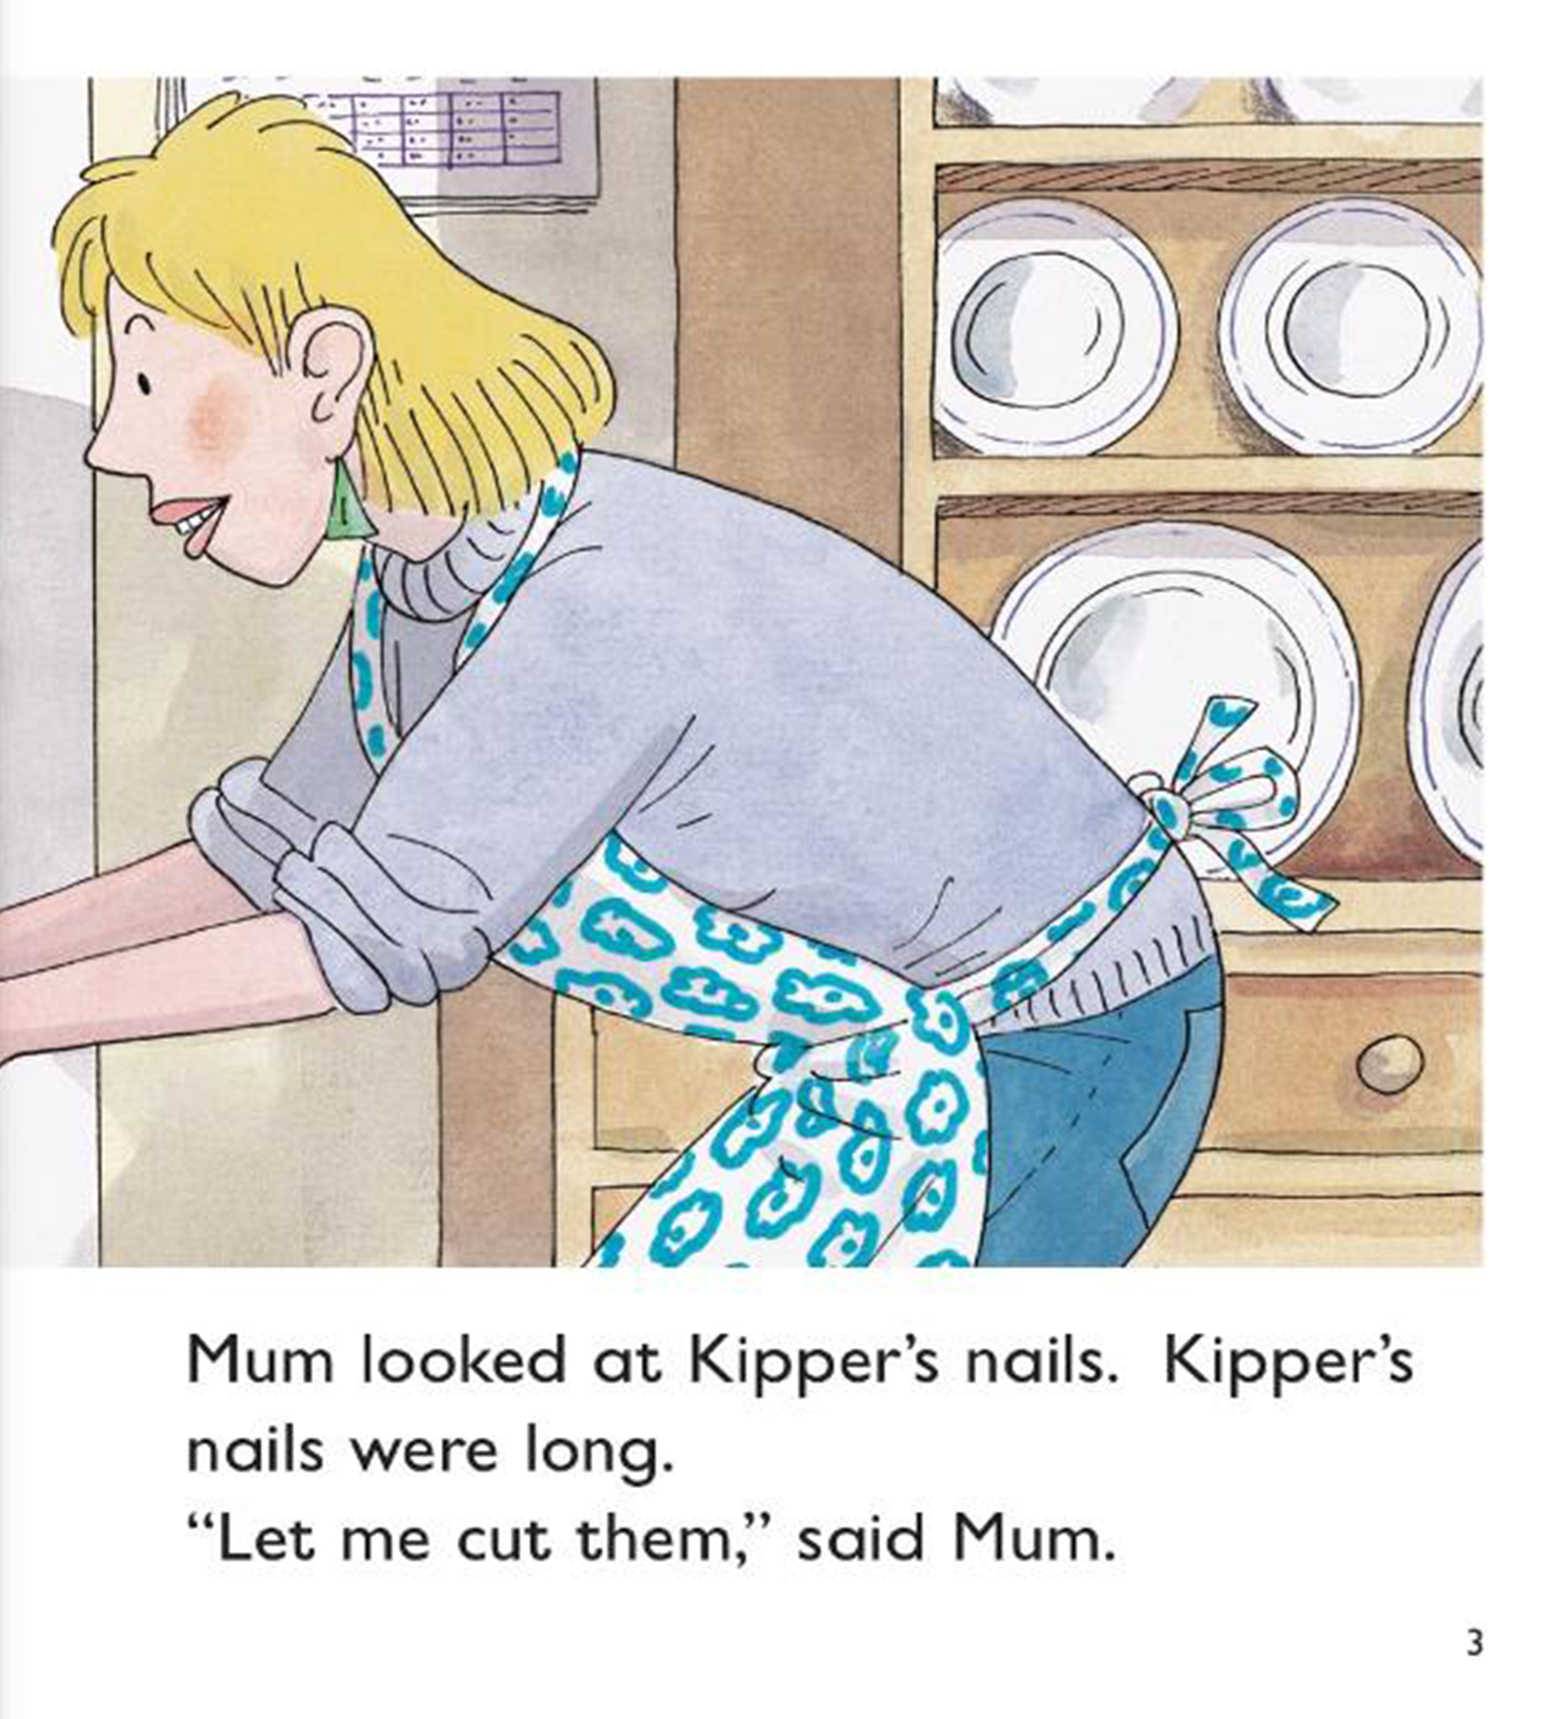 Mum looked at Kipper’s nails. Kipper’s
nails were long.
“Let me cut them,” said Mum.
3